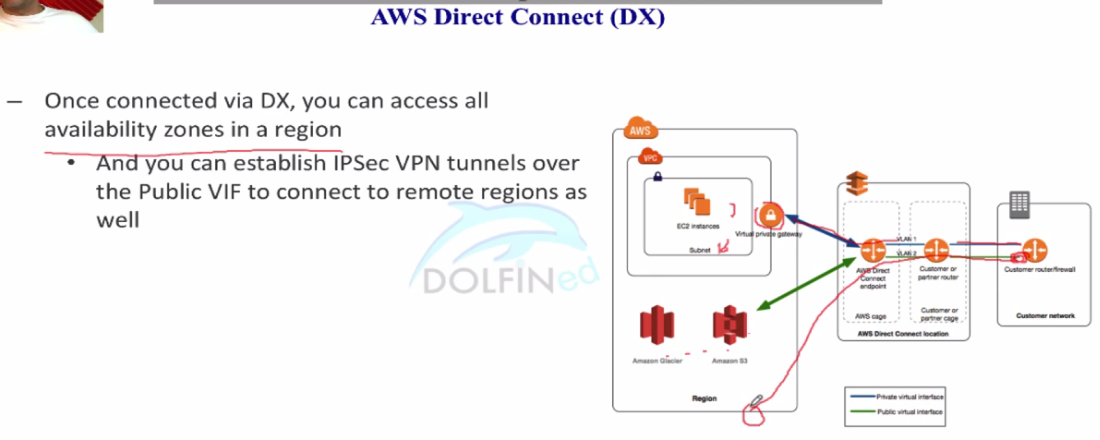 AWS Direct Connect (DX)
– Once connected via DX, you can access all
availability zones in a region
• And you can establish IPSec VPN tunnels over
the Public VIF to connect to remote regions as
well
DOLFINed
AWS
VPC
EC2 instances
Subnet
Virtual private gateway
Amazon Glacier
Amazon S3
Region
VLAN 1
VLAN 2
AWS Direct
Connect
endpoint
AWS cage
Customer or
partner router
Customer or
partner cage
AWS Direct Connect location
Customer router/firewall
Customer network
Private virtual interface
Public virtual interface